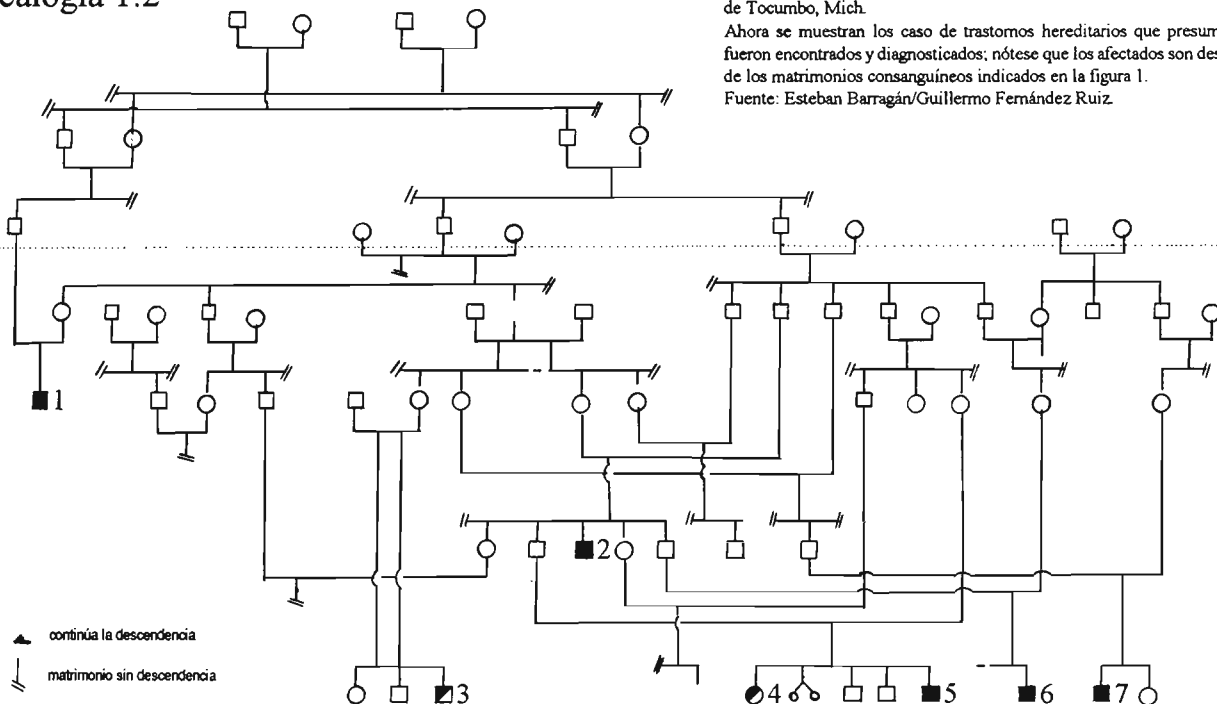 ealogía 1.2
de Tocumbo, Mich.
Ahora se muestran los caso de trastornos hereditarios que presum
fueron encontrados y diagnosticados; nótese que los afectados son des
de los matrimonios consanguíneos indicados en la figura 1.
Fuente: Esteban Barragán/Guillermo Fernández Ruiz.
1
2
3
4
5
6
7
continúa la descendencia
matrimonio sin descendencia